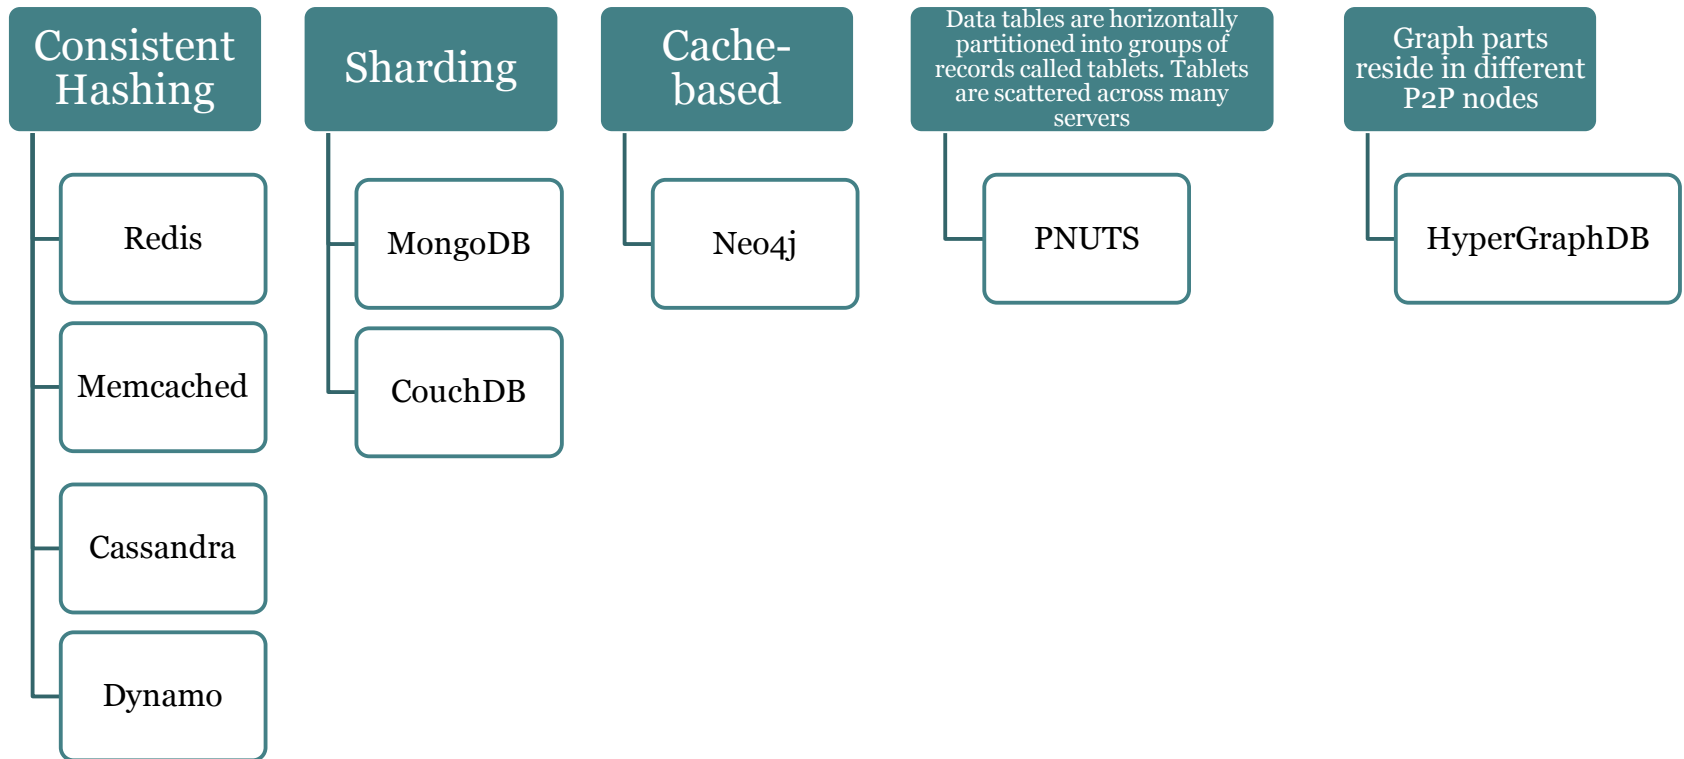 Consistent
Hashing
Redis
Memcached
Cassandra
Dynamo
Sharding
MongoDB
CouchDB
Cache-
based
Neo4j
Data tables are horizontally
partitioned into groups of
records called tablets. Tablets
are scattered across many
servers
PNUTS
Graph parts
reside in different
P2P nodes
HyperGraphDB